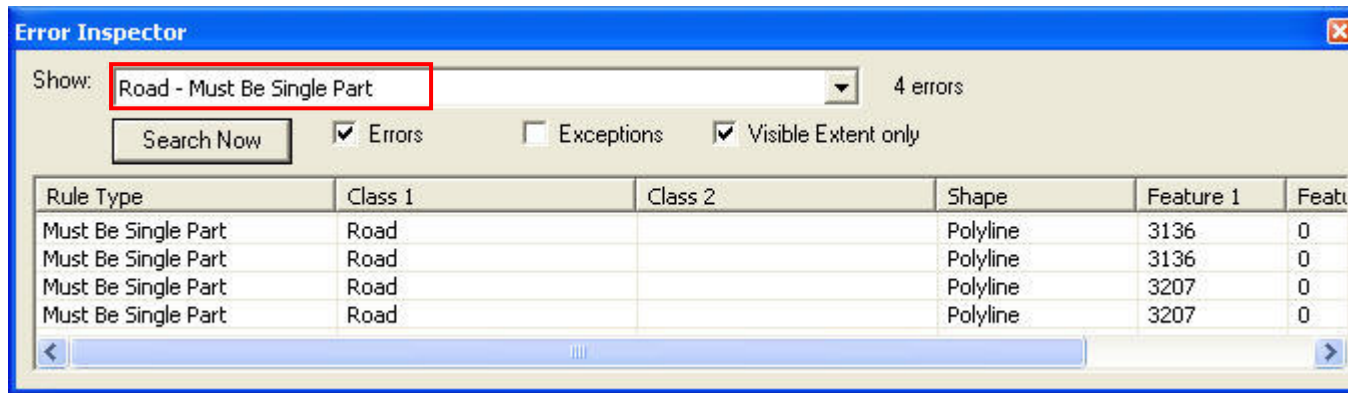 Error Inspector
Show: Road - Must Be Single Part 4 errors
Search Now Errors Exceptions Visible Extent only
Rule Type Class 1 Class 2 Shape Feature 1 Featu
Must Be Single Part Road Polyline 3136 0
Must Be Single Part Road Polyline 3136 0
Must Be Single Part Road Polyline 3207 0
Must Be Single Part Road Polyline 3207 0